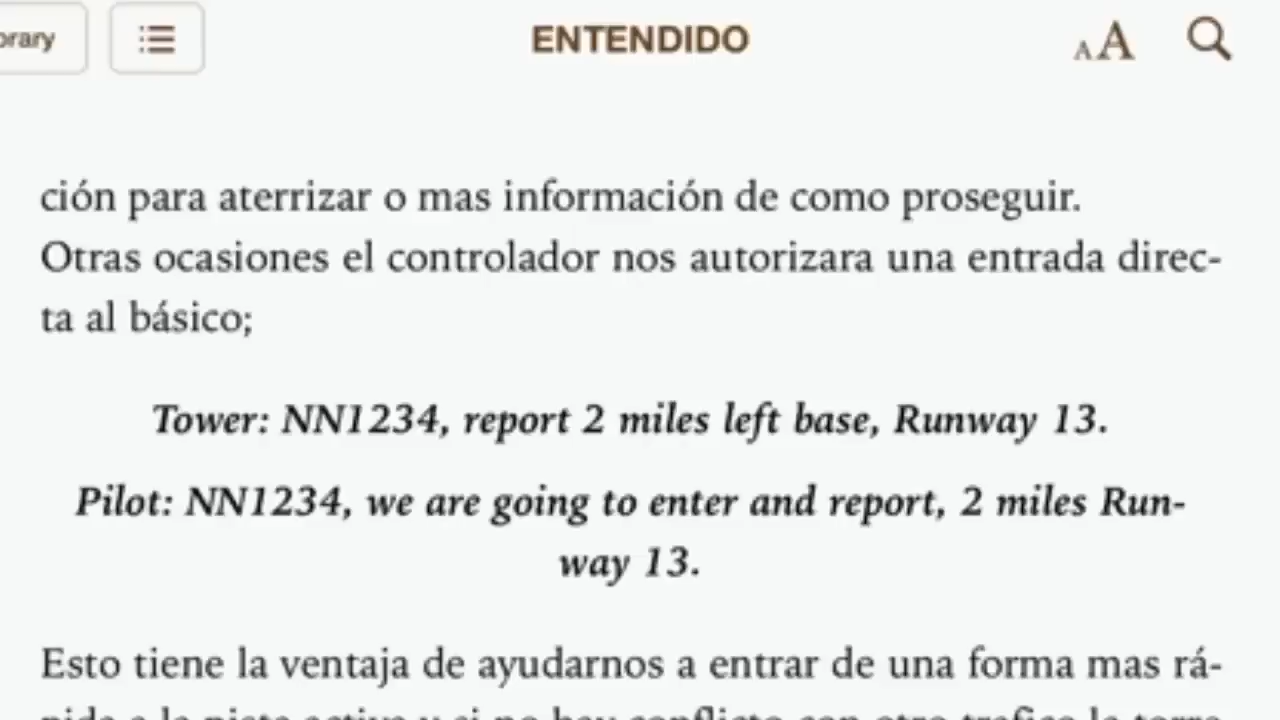 ENTENDIDO
ción para aterrizar o mas información de como proseguir.
Otras ocasiones el controlador nos autorizara una entrada direc-
ta al básico;
Tower: NN1234, report 2 miles left base, Runway 13.
Pilot: NN1234, we are going to enter and report, 2 miles Run-
way 13.
Esto tiene la ventaja de ayudarnos a entrar de una forma mas rá-